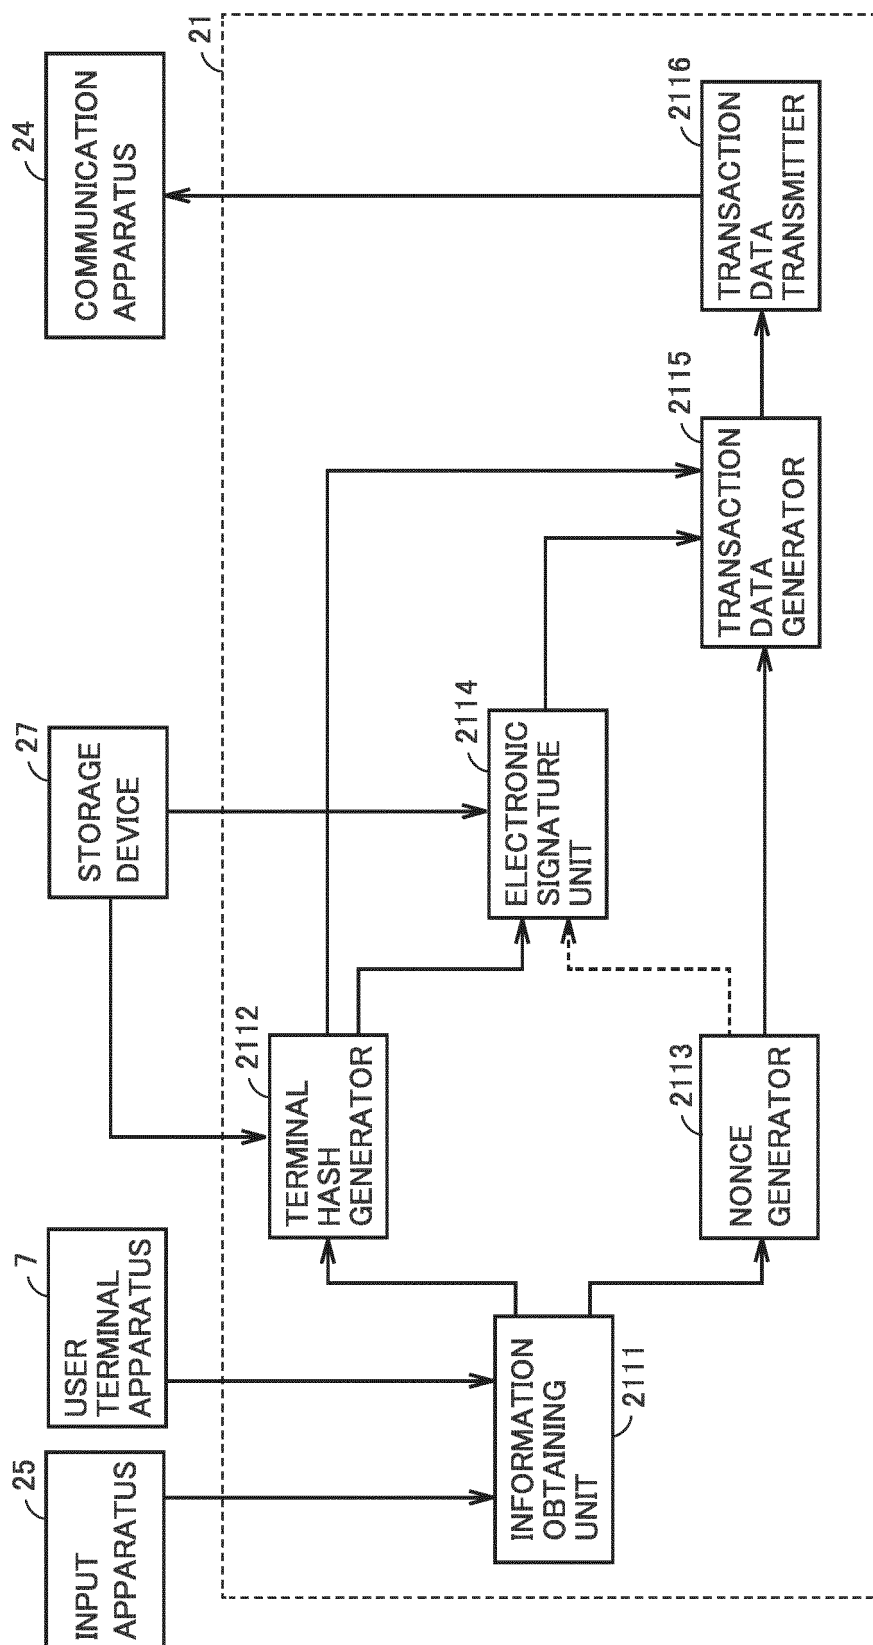 INPUT
APPARATUS
25
USER
TERMINAL
APPARATUS
7
STORAGE
DEVICE
27
COMMUNICATION
APPARATUS
24
21
INFORMATION
OBTAINING
UNIT
2111
TERMINAL
HASH
GENERATOR
2112
NONCE
GENERATOR
2113
ELECTRONIC
SIGNATURE
UNIT
2114
TRANSACTION
DATA
GENERATOR
2115
TRANSACTION
DATA
TRANSMITTER
2116